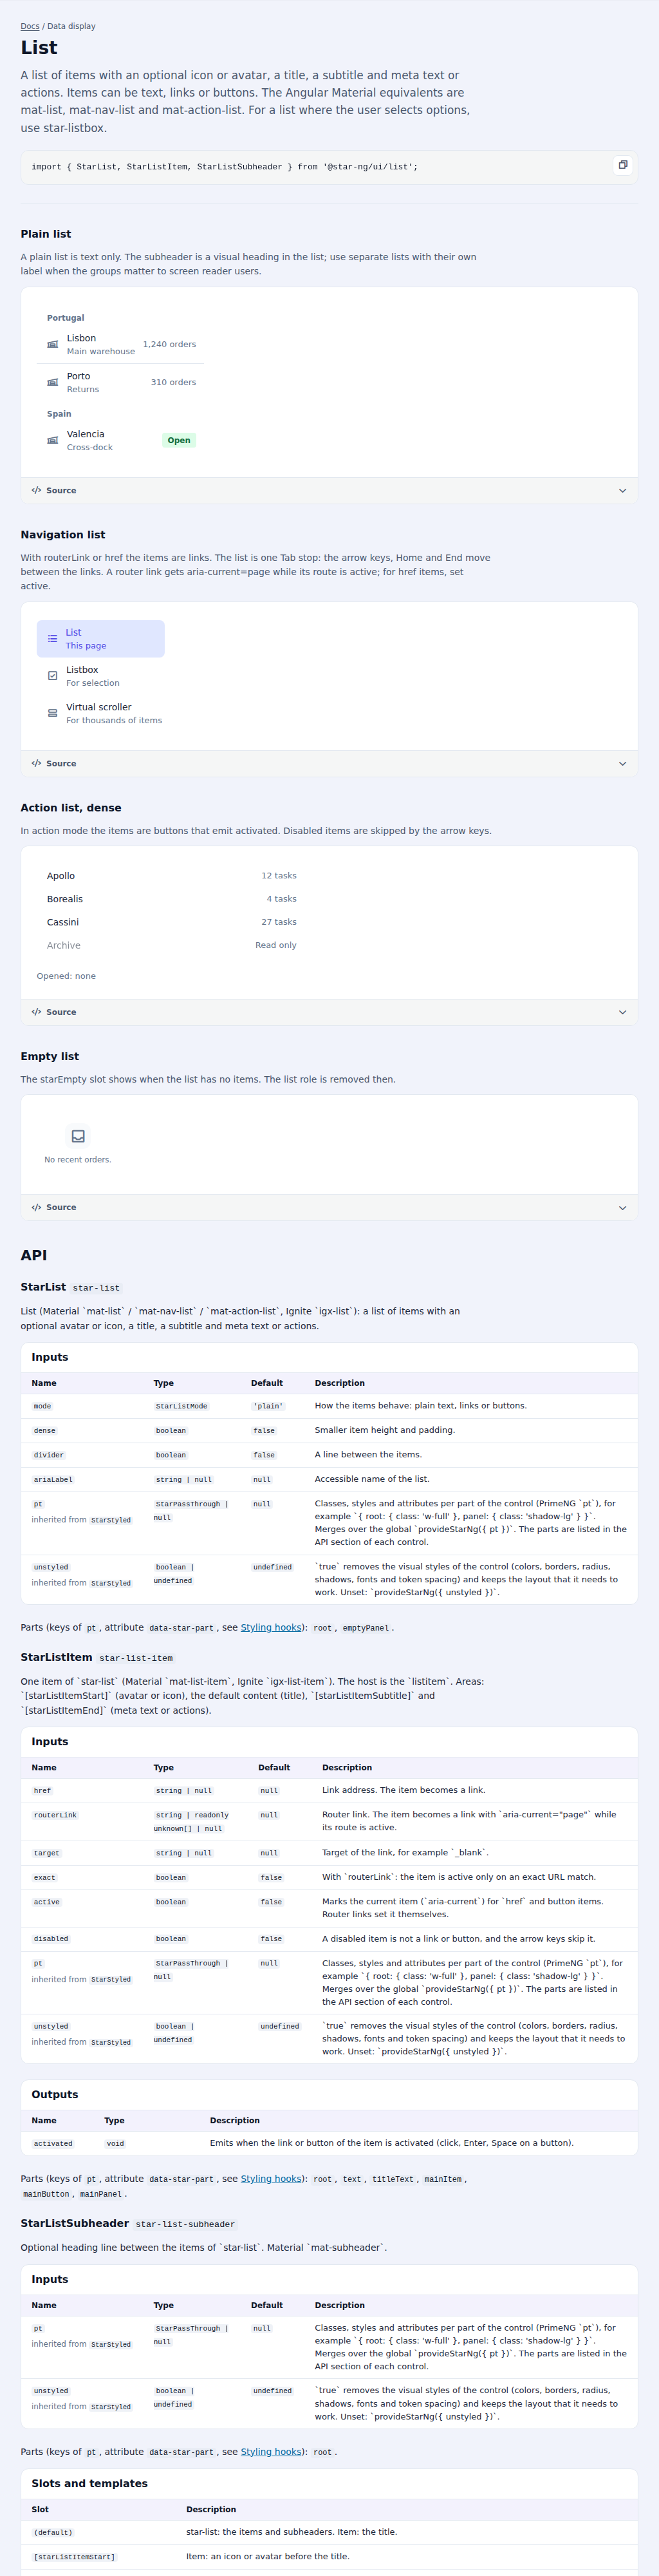 Docs / Data display
List
A list of items with an optional icon or avatar, a title, a subtitle and meta text or
actions. Items can be text, links or buttons. The Angular Material equivalents are
mat-list, mat-nav-list and mat-action-list. For a list where the user selects options,
use star-listbox.
import { StarList, StarListItem, StarListSubheader } from '@star-ng/ui/list';
Plain list
A plain list is text only. The subheader is a visual heading in the list; use separate lists with their own
label when the groups matter to screen reader users.
Portugal
Lisbon
Main warehouse
1,240 orders
Porto
Returns
310 orders
Spain
Valencia
Cross-dock
Open
Source
Navigation list
With routerLink or href the items are links. The list is one Tab stop: the arrow keys, Home and End move
between the links. A router link gets aria-current=page while its route is active; for href items, set
active.
List
This page
Listbox
For selection
Virtual scroller
For thousands of items
Source
Action list, dense
In action mode the items are buttons that emit activated. Disabled items are skipped by the arrow keys.
Apollo 12 tasks
Borealis 4 tasks
Cassini 27 tasks
Archive Read only
Opened: none
Source
Empty list
The starEmpty slot shows when the list has no items. The list role is removed then.
No recent orders.
Source
API
StarList star-list
List (Material `mat-list` / `mat-nav-list` / `mat-action-list`, Ignite `igx-list`): a list of items with an
optional avatar or icon, a title, a subtitle and meta text or actions.
Inputs
Name Type Default Description
mode StarListMode 'plain' How the items behave: plain text, links or buttons.
dense boolean false Smaller item height and padding.
divider boolean false A line between the items.
ariaLabel string | null null Accessible name of the list.
pt StarPassThrough | null null Classes, styles and attributes per part of the control (PrimeNG `pt`), for
inherited from StarStyled example `{ root: { class: 'w-full' }, panel: { class: 'shadow-lg' } }`.
Merges over the global `provideStarNg({ pt })`. The parts are listed in the
API section of each control.
unstyled boolean | undefined undefined `true` removes the visual styles of the control (colors, borders, radius,
inherited from StarStyled shadows, fonts and token spacing) and keeps the layout that it needs to
work. Unset: `provideStarNg({ unstyled })`.
Parts (keys of pt, attribute data-star-part, see Styling hooks): root, emptyPanel.
StarListItem star-list-item
One item of `star-list` (Material `mat-list-item`, Ignite `igx-list-item`). The host is the `listitem`. Areas:
`[starListItemStart]` (avatar or icon), the default content (title), `[starListItemSubtitle]` and
`[starListItemEnd]` (meta text or actions).
Inputs
Name Type Default Description
href string | null null Link address. The item becomes a link.
routerLink string | readonly unknown[] | null null Router link. The item becomes a link with `aria-current="page"` while
its route is active.
target string | null null Target of the link, for example `_blank`.
exact boolean false With `routerLink`: the item is active only on an exact URL match.
active boolean false Marks the current item (`aria-current`) for `href` and button items.
Router links set it themselves.
disabled boolean false A disabled item is not a link or button, and the arrow keys skip it.
pt StarPassThrough | null null Classes, styles and attributes per part of the control (PrimeNG `pt`), for
inherited from StarStyled example `{ root: { class: 'w-full' }, panel: { class: 'shadow-lg' } }`.
Merges over the global `provideStarNg({ pt })`. The parts are listed in
the API section of each control.
unstyled boolean | undefined undefined `true` removes the visual styles of the control (colors, borders, radius,
inherited from StarStyled shadows, fonts and token spacing) and keeps the layout that it needs to
work. Unset: `provideStarNg({ unstyled })`.
Outputs
Name Type Description
activated void Emits when the link or button of the item is activated (click, Enter, Space on a button).
Parts (keys of pt, attribute data-star-part, see Styling hooks): root, text, titleText, mainItem,
mainButton, mainPanel.
StarListSubheader star-list-subheader
Optional heading line between the items of `star-list`. Material `mat-subheader`.
Inputs
Name Type Default Description
pt StarPassThrough | null null Classes, styles and attributes per part of the control (PrimeNG `pt`), for
inherited from StarStyled example `{ root: { class: 'w-full' }, panel: { class: 'shadow-lg' } }`.
Merges over the global `provideStarNg({ pt })`. The parts are listed in the
API section of each control.
unstyled boolean | undefined undefined `true` removes the visual styles of the control (colors, borders, radius,
inherited from StarStyled shadows, fonts and token spacing) and keeps the layout that it needs to
work. Unset: `provideStarNg({ unstyled })`.
Parts (keys of pt, attribute data-star-part, see Styling hooks): root.
Slots and templates
Slot Description
(default) star-list: the items and subheaders. Item: the title.
[starListItemStart] Item: an icon or avatar before the title.